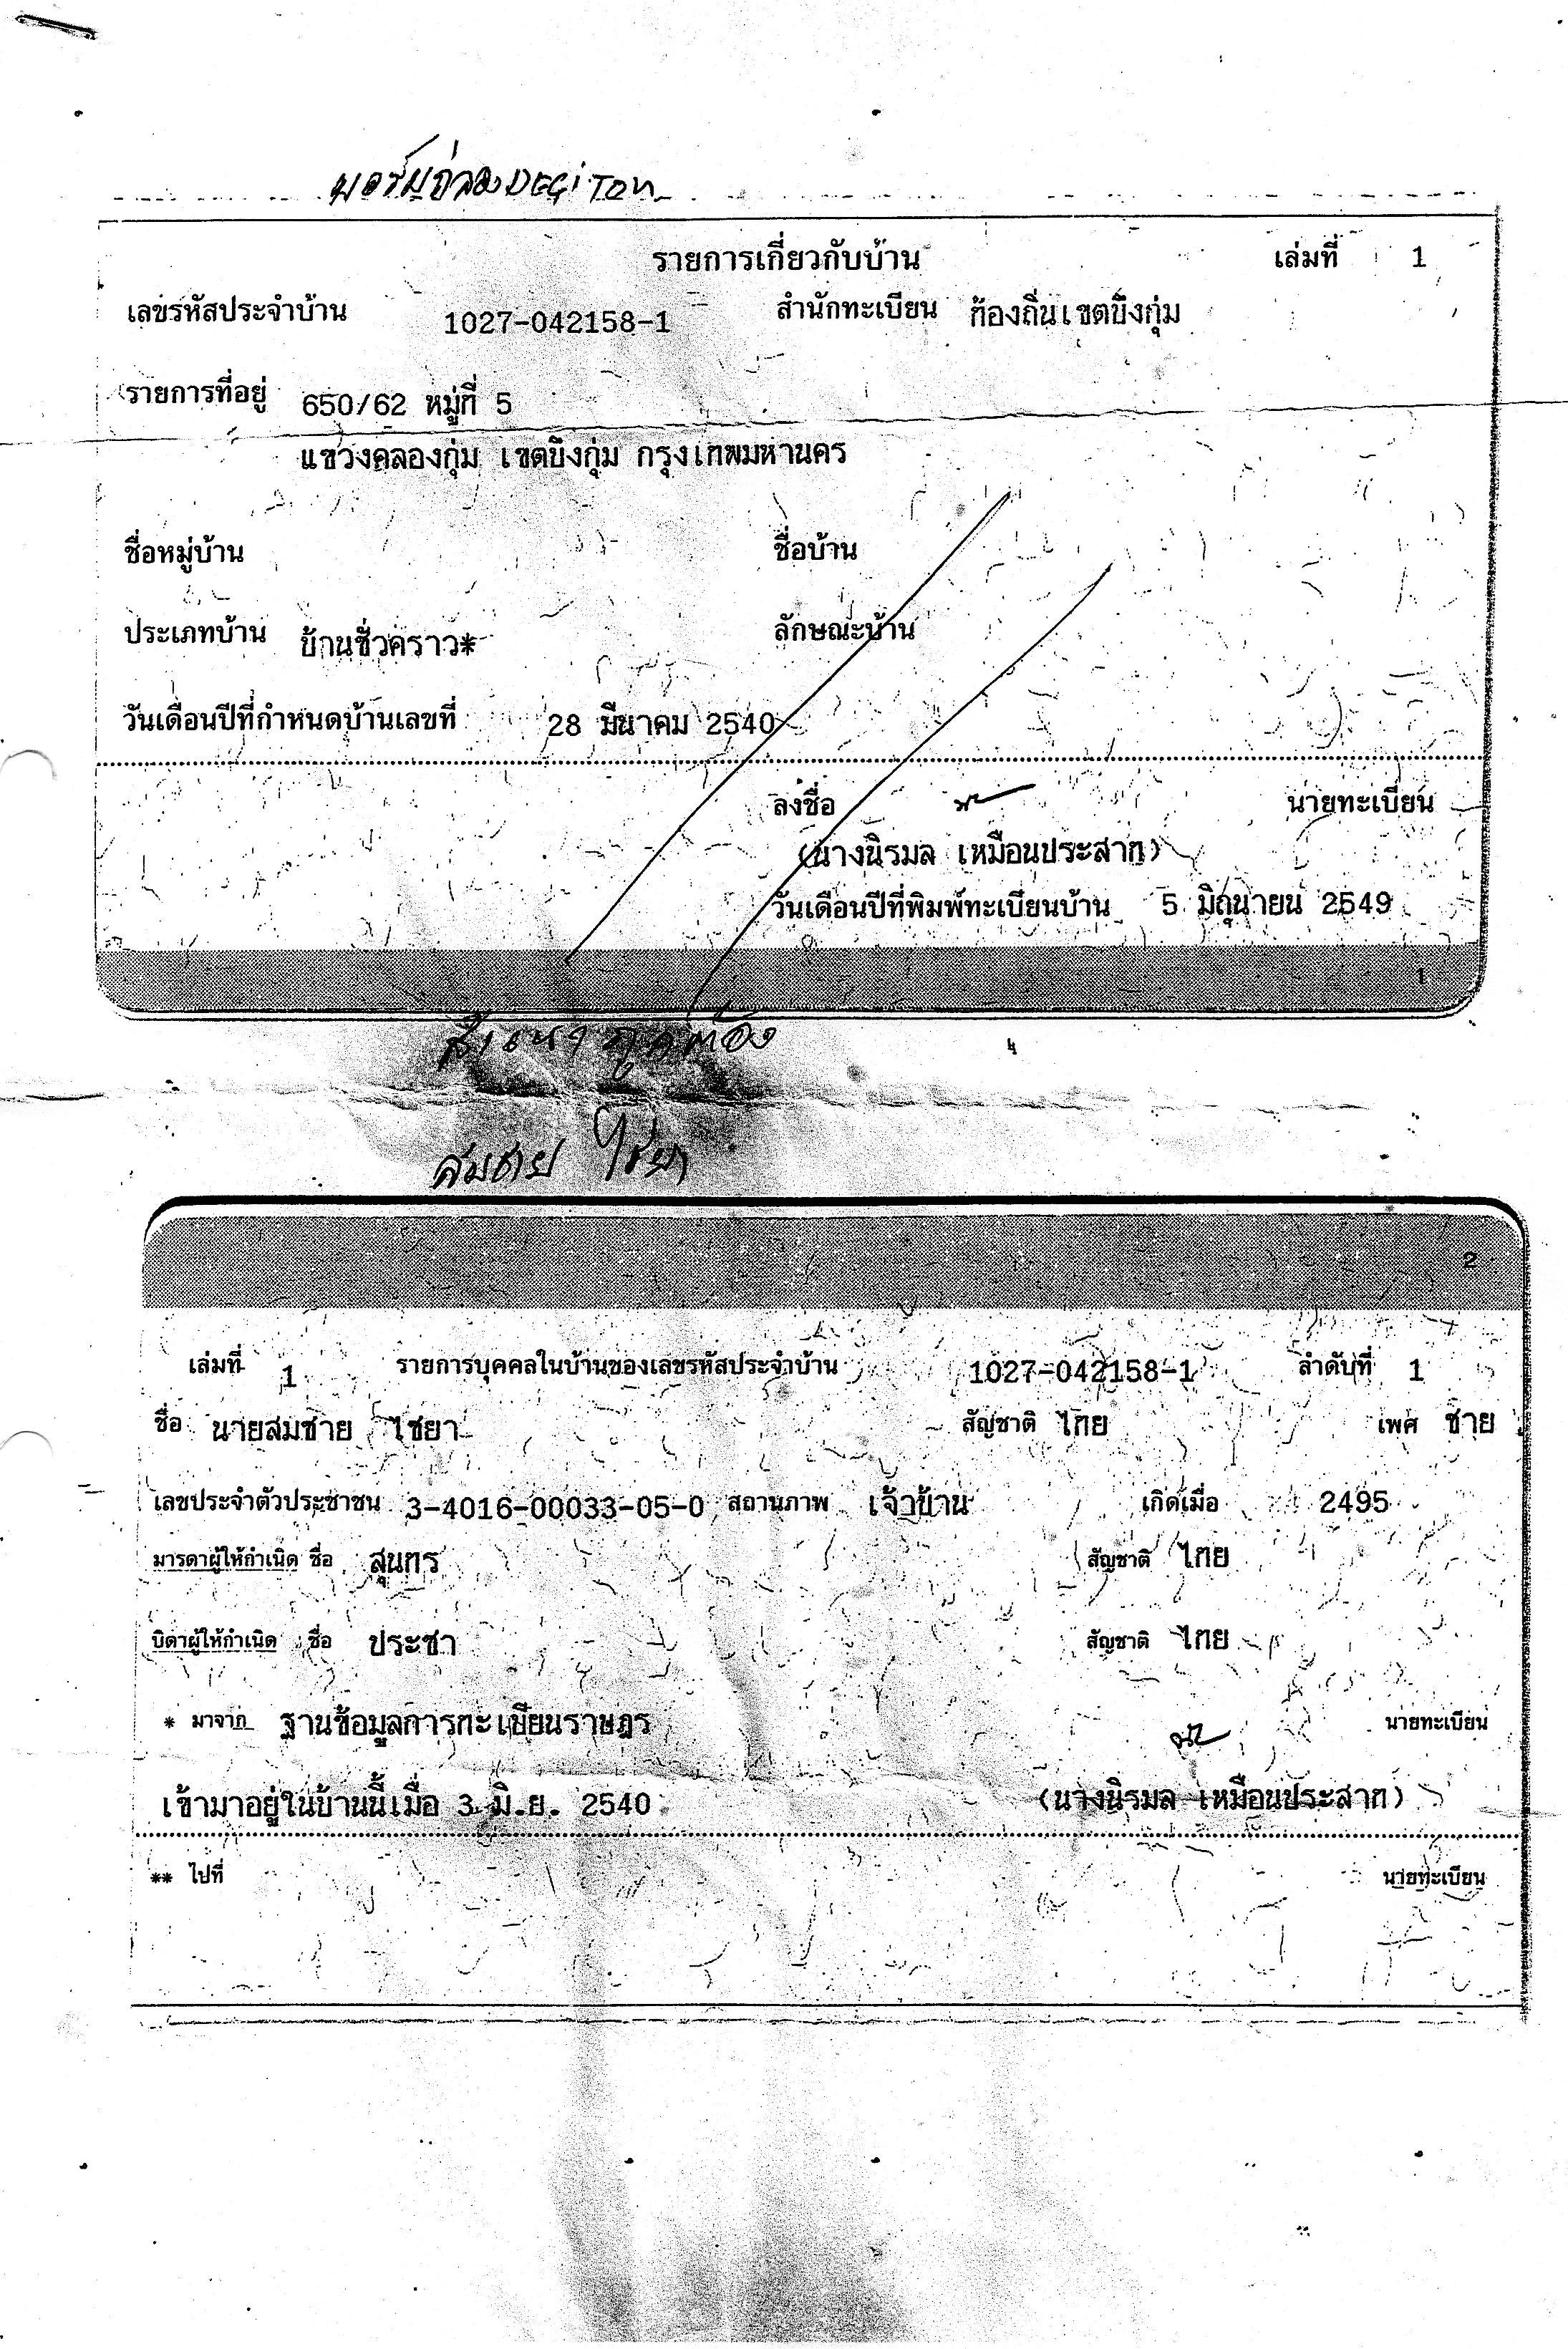 DEGITON
รายการเกี่ยวกับบ้าน เล่มที่ 1
เลขรหัสประจำบ้าน 1027-042158-1 สำนักทะเบียน ท้องถิ่นเขตบึงกุ่ม
รายการที่อยู่ 650/62 หมู่ที่ 5
แขวงคลองกุ่ม เขตบึงกุ่ม กรุงเทพมหานคร
ชื่อหมู่บ้าน ชื่อบ้าน
ประเภทบ้าน บ้านชั่วคราว* ลักษณะบ้าน
วันเดือนปีที่กำหนดบ้านเลขที่ 28 มีนาคม 2540
ลงชื่อ นายทะเบียน
(นางนิรมล เหมือนประสาท)
วันเดือนปีที่พิมพ์ทะเบียนบ้าน 5 มิถุนายน 2549
1
สำเนาถูกต้อง
สมชาย ไชยา
2
เล่มที่ 1 รายการบุคคลในบ้านของเลขรหัสประจำบ้าน 1027-042158-1 ลำดับที่ 1
ชื่อ นายสมชาย ไชยา สัญชาติ ไทย เพศ ชาย
เลขประจำตัวประชาชน 3-4016-00033-05-0 สถานภาพ เจ้าบ้าน เกิดเมื่อ 2495
มารดาผู้ให้กำเนิด ชื่อ สุนทร สัญชาติ ไทย
บิดาผู้ให้กำเนิด ชื่อ ประชา สัญชาติ ไทย
* มาจาก ฐานข้อมูลการทะเบียนราษฎร นายทะเบียน
เข้ามาอยู่ในบ้านนี้เมื่อ 3 มิ.ย. 2540 (นางนิรมล เหมือนประสาท)
** ไปที่ นายทะเบียน